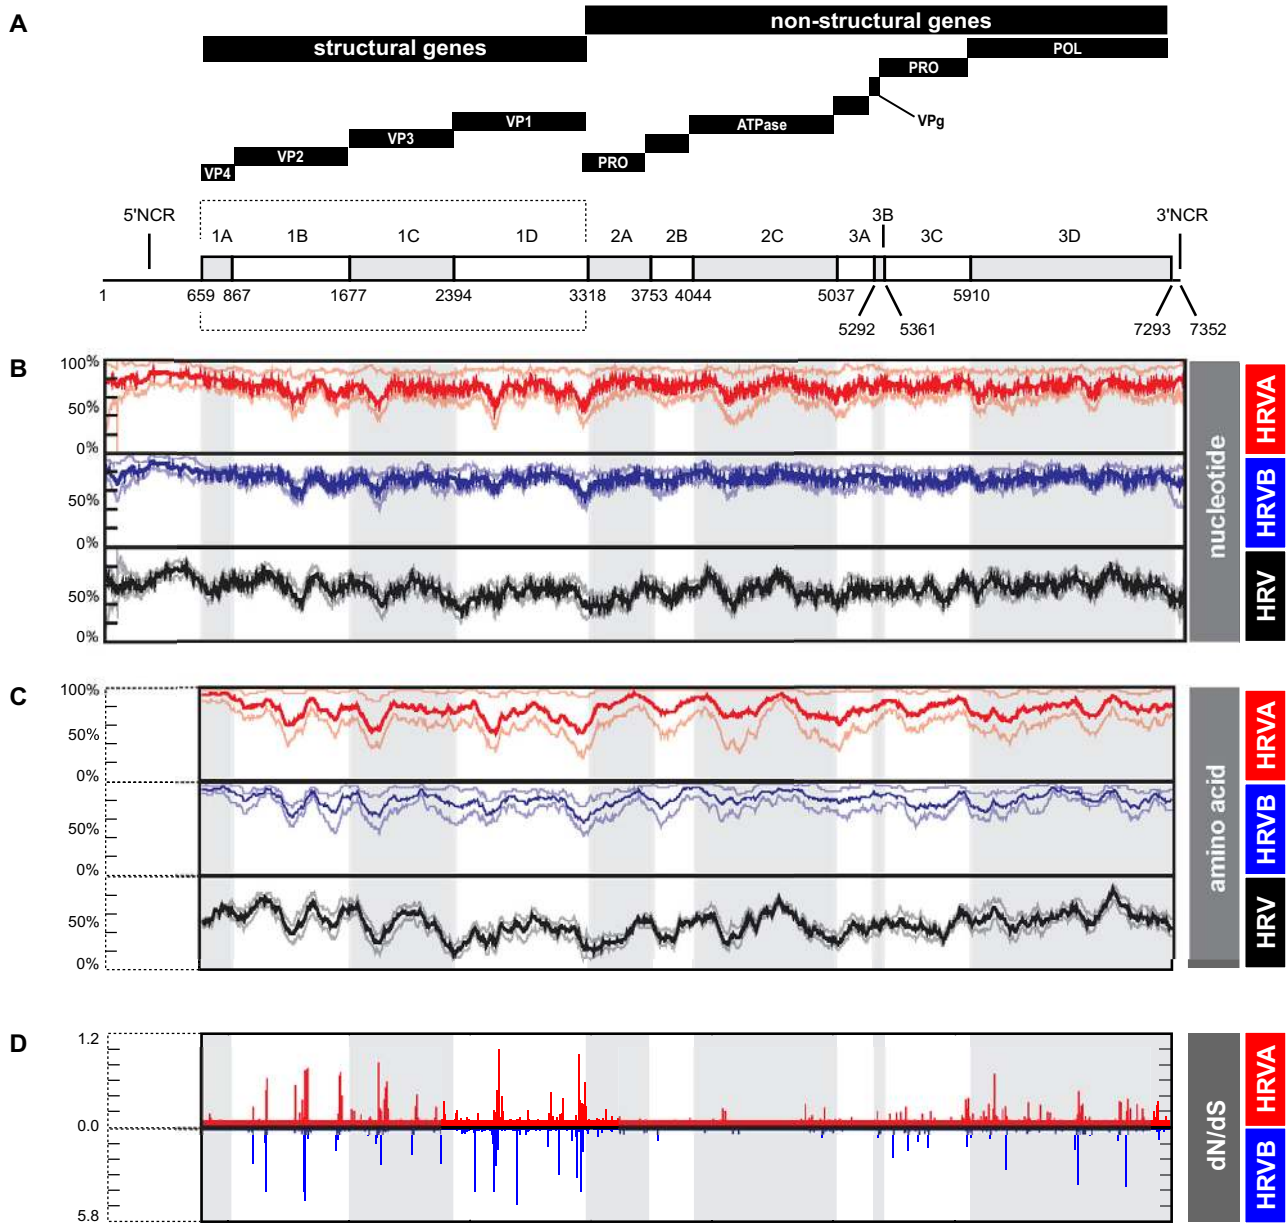 A
non-structural genes
structural genes
POL
PRO
VPg
ATPase
VP1
VP3
VP2
PRO
VP4
5'NCR
3B
3'NCR
1A 1B 1C 1D 2A 2B 2C 3A 3C 3D
1 659 867 1677 2394 3318 3753 4044 5037 5910
5292 5361 7293 7352
B
100%
50%
0%
50%
0%
50%
0%
nucleotide
HRVA
HRVB
HRV
C
100%
50%
0%
50%
0%
50%
0%
amino acid
HRVA
HRVB
HRV
D
1.2
0.0
5.8
dN/dS
HRVA
HRVB